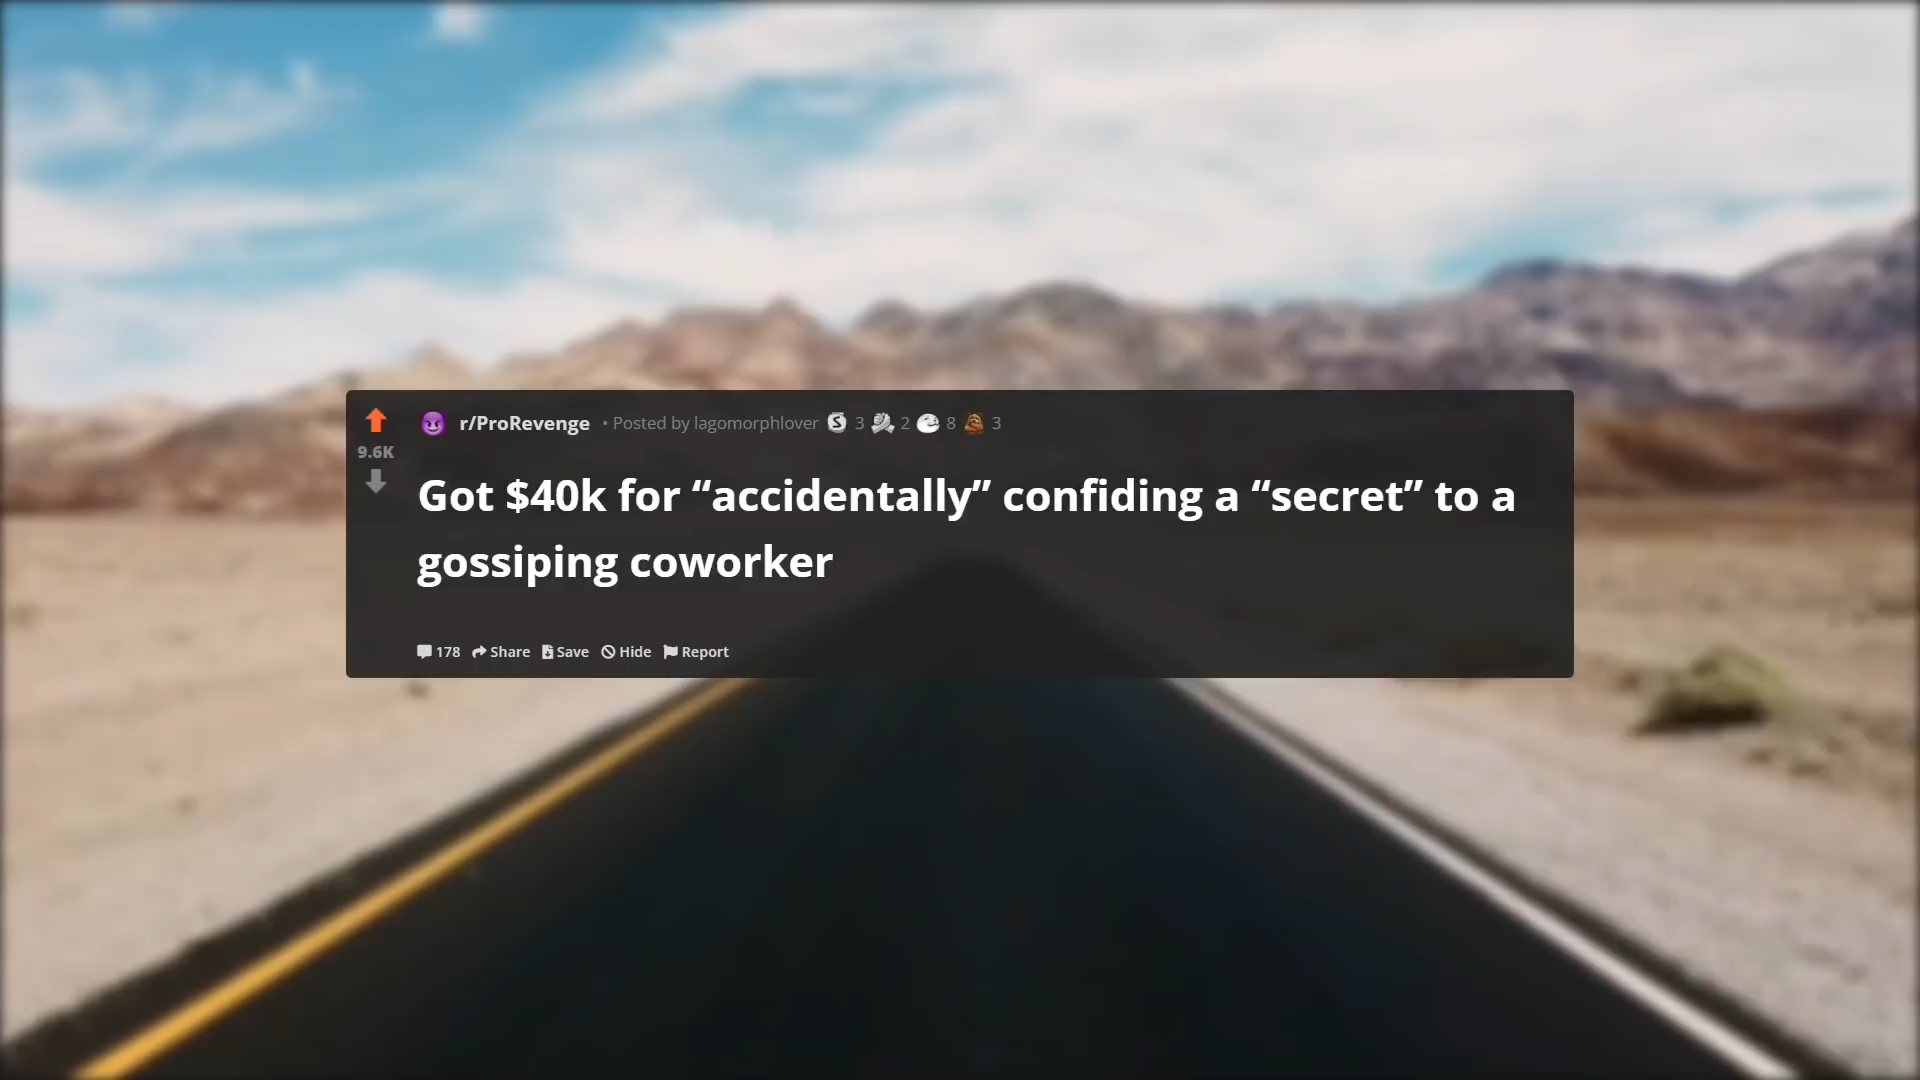 r/ProRevenge • Posted by lagomorphlover 3 2 8 3
9.6K
Got $40k for “accidentally” confiding a “secret” to a
gossiping coworker
178 Share Save Hide Report